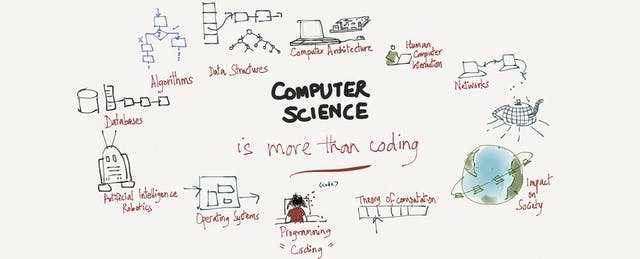 Algorithms
Data Structures
Computer Architecture
Human
Computer
Interaction
Networks
Databases
COMPUTER
SCIENCE
is more than coding
Artificial Intelligence
Robotics
Operating Systems
(code)
Programming
"Coding"
Theory of computation
Impact
on
Society